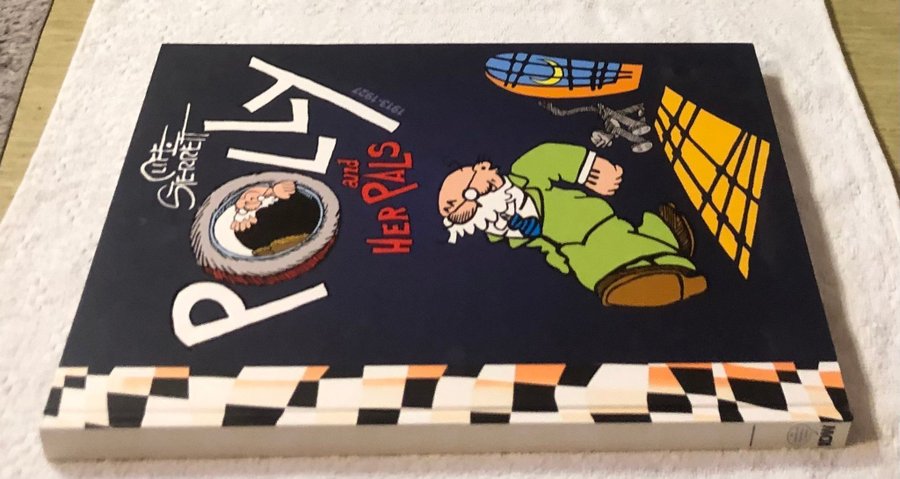 Cliff.
STERRETT
POLLY
1913-1927
and
HER PALS